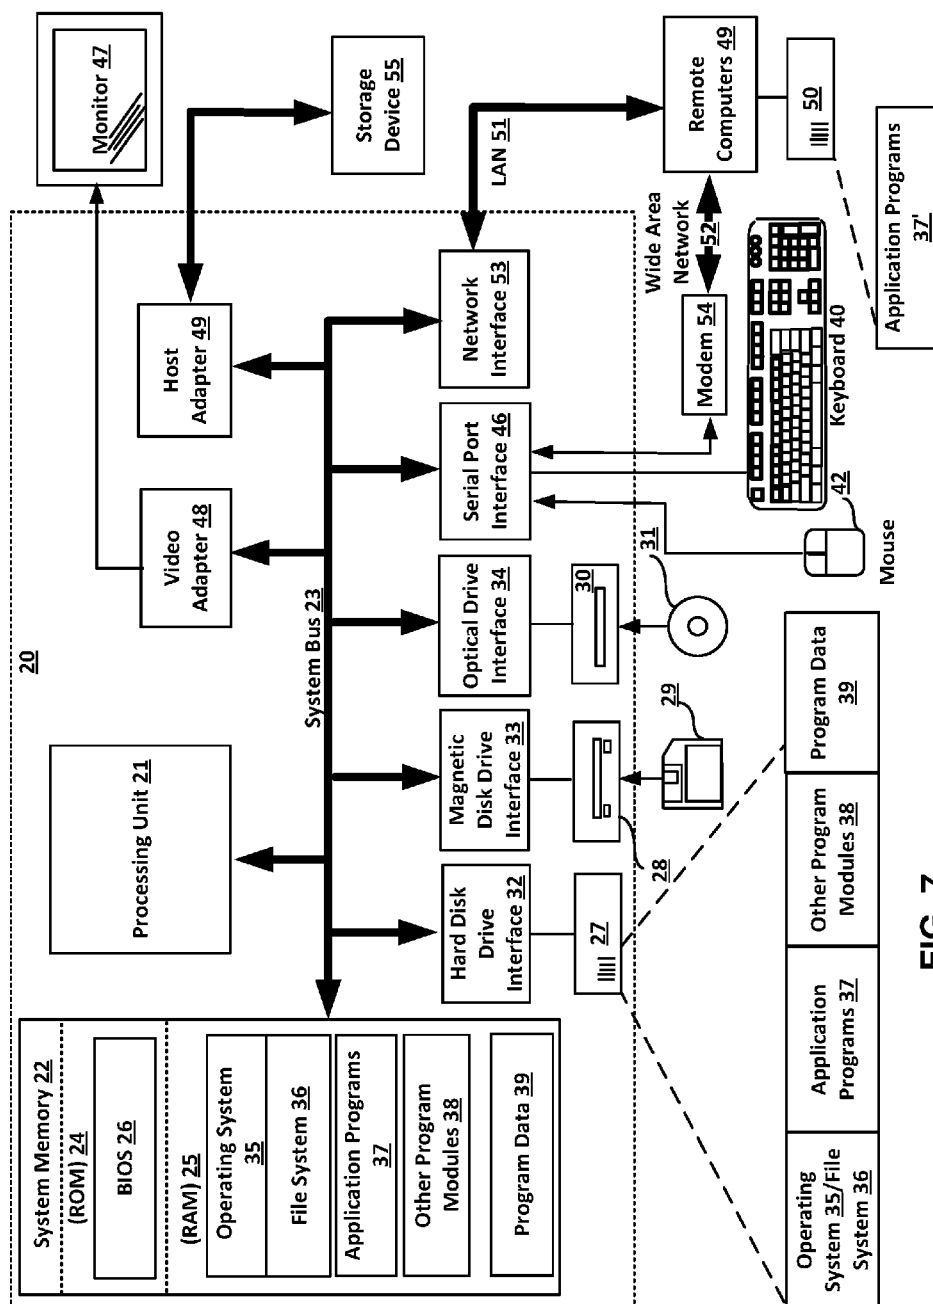 20
System Memory 22
(ROM) 24
BIOS 26
(RAM) 25
Operating System
35
File System 36
Application Programs
37
Other Program
Modules 38
Program Data 39
Processing Unit 21
Video
Adapter 48
Host
Adapter 49
Monitor 47
Storage
Device 55
System Bus 23
Hard Disk
Drive
Interface 32
Magnetic
Disk Drive
Interface 33
Optical Drive
Interface 34
Serial Port
Interface 46
Network
Interface 53
LAN 51
27
28
29
30
31
Wide Area
Network
52
Modem 54
Remote
Computers 49
50
Keyboard 40
42
Mouse
Application Programs
37'
Operating
System 35/File
System 36
Application
Programs 37
Other Program
Modules 38
Program Data
39
FIG. 7